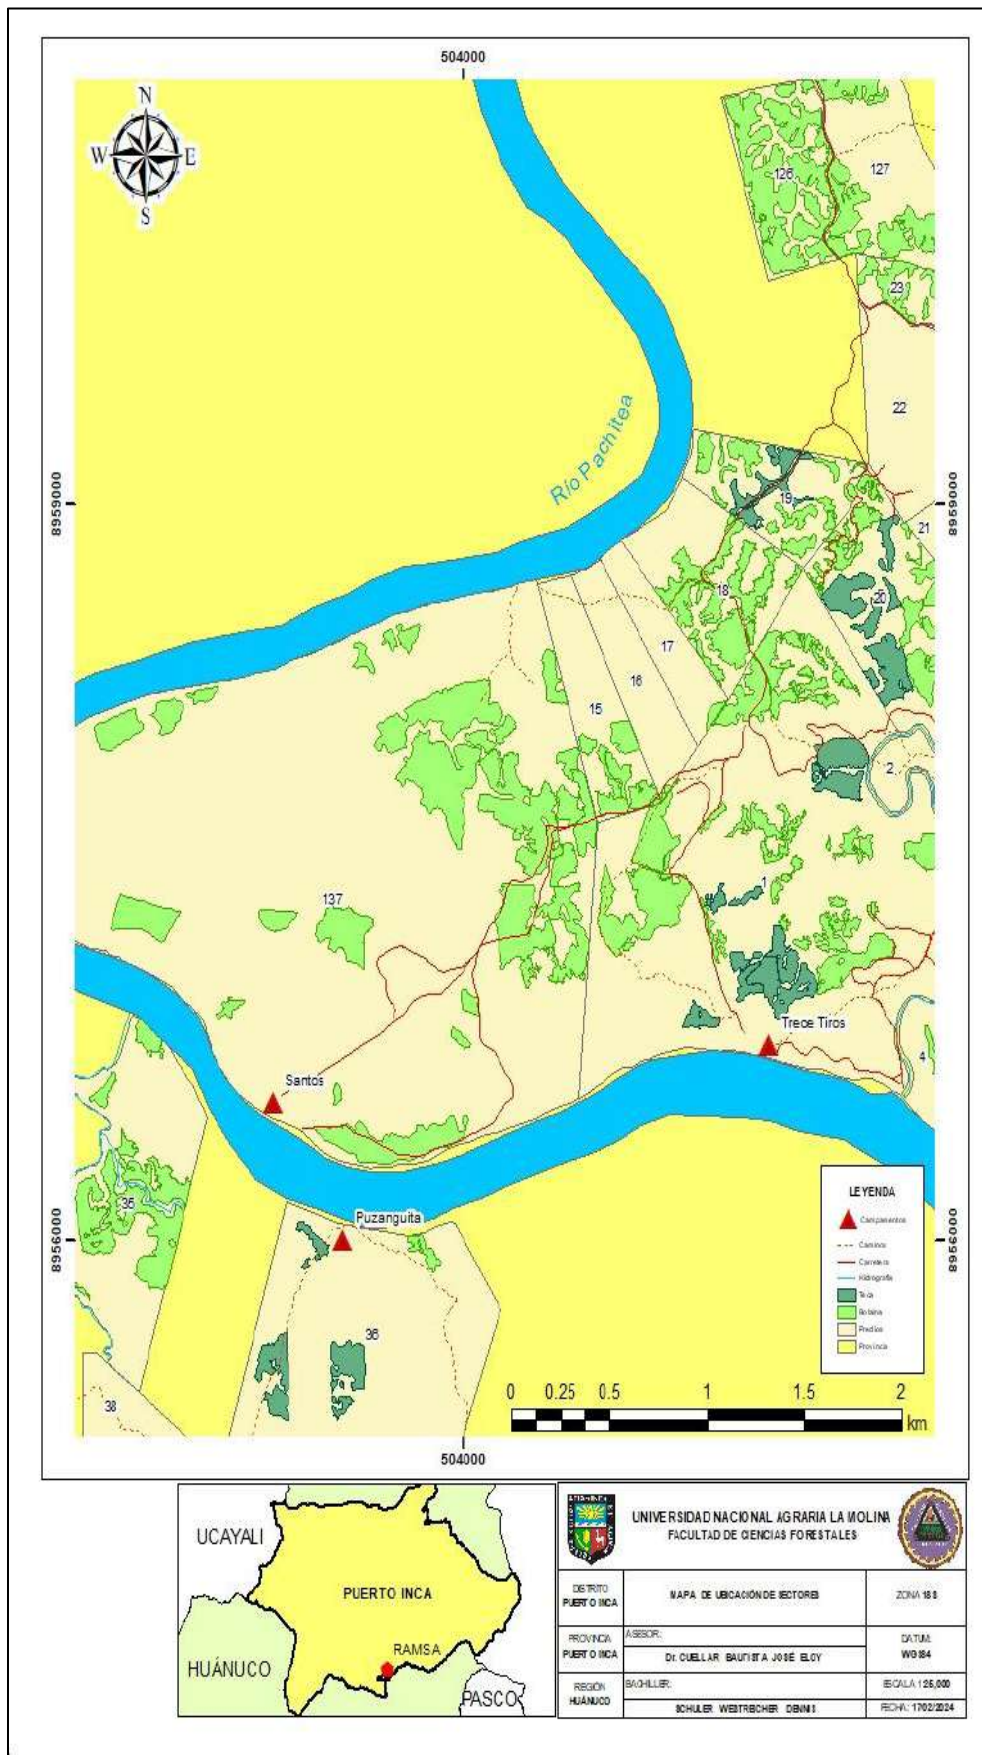 504000
N
W E
S
126
127
23
22
Río Pachitea
8959000
8959000
19
21
18
20
17
16
15
2
137
1
Trece Tiros
4
Santos
35
Puzanguita
8956000
8956000
36
38
LEYENDA
Campamentos
Caminos
Carretera
Hidrografía
Teca
Bolaina
Predios
Provincia
0 0.25 0.5 1 1.5 2
km
504000
UCAYALI
PUERTO INCA
HUÁNUCO
RAMSA
PASCO
UNIVERSIDAD NACIONAL AGRARIA LA MOLINA
FACULTAD DE CIENCIAS FORESTALES
DISTRITO
PUERTO INCA
MAPA DE UBICACIÓN DE SECTORES
ZONA 18 S
PROVINCIA
PUERTO INCA
ASESOR:
Dr. CUELLAR BAUTISTA JOSÉ ELOY
DATUM:
WGS84
REGIÓN
HUÁNUCO
BACHILLER:
SCHULER WESTREICHER DENNIS
ESCALA 1:25,000
FECHA: 17/02/2024